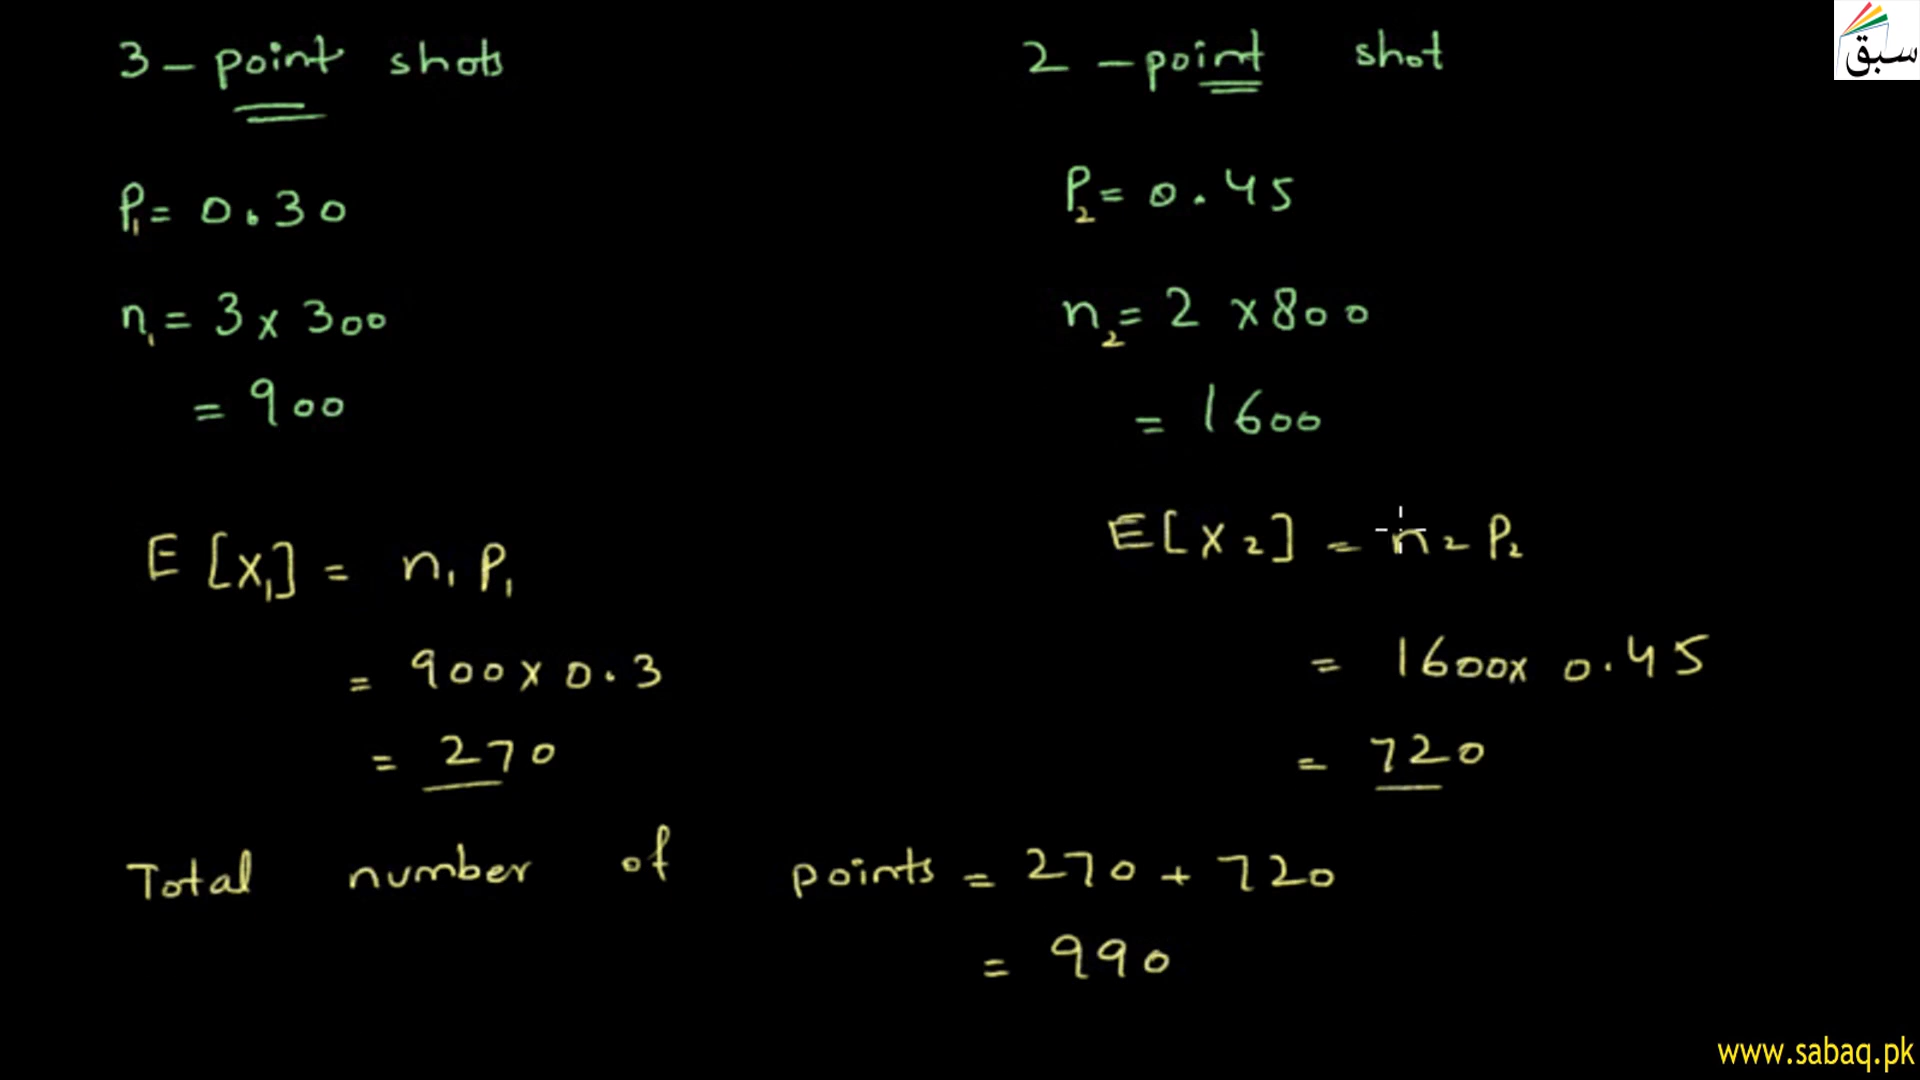 3 - point shots
P1 = 0.30
n1 = 3 x 300
= 900
E [x1] = n1 P1
= 900 x 0.3
= 270
2 - point shot
P2 = 0.45
n2 = 2 x 800
= 1600
E[x2] = n2 P2
= 1600x 0.45
= 720
Total number of points = 270 + 720
= 990
سبق
www.sabaq.pk